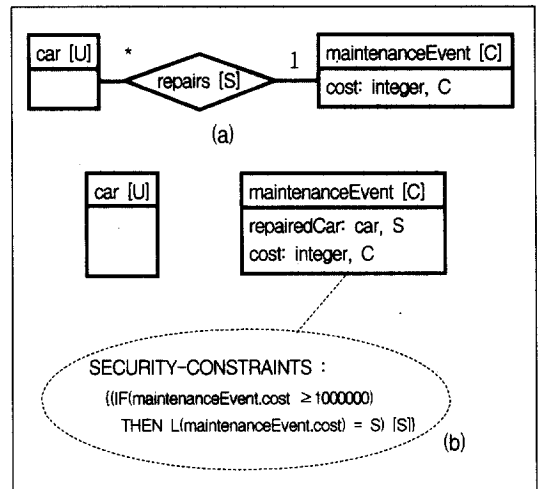 car [U]
*
repairs [S]
1
maintenanceEvent [C]
cost: integer, C
(a)
car [U]
maintenanceEvent [C]
repairedCar: car, S
cost: integer, C
SECURITY-CONSTRAINTS :
{(IF(maintenanceEvent.cost ≥1000000)
THEN L(maintenanceEvent.cost) = S) [S]}
(b)